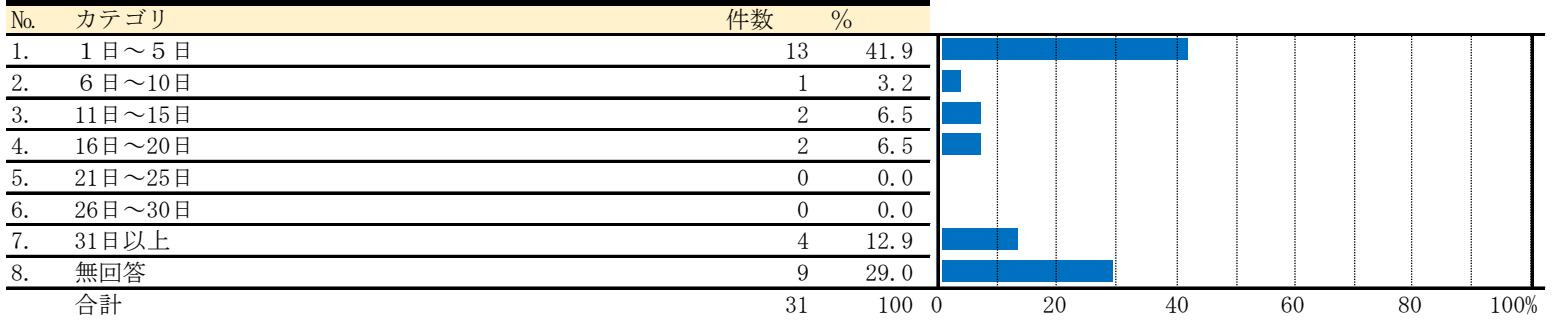 № カテゴリ 件数 %
1. １日～５日 13 41.9
2. ６日～10日 1 3.2
3. 11日～15日 2 6.5
4. 16日～20日 2 6.5
5. 21日～25日 0 0.0
6. 26日～30日 0 0.0
7. 31日以上 4 12.9
8. 無回答 9 29.0
合計 31 100 0 20 40 60 80 100%